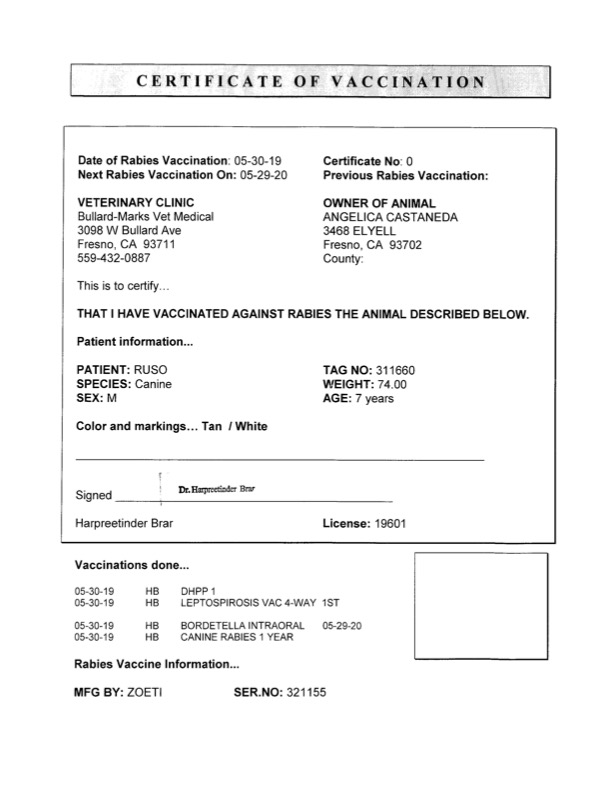 CERTIFICATE OF VACCINATION
Date of Rabies Vaccination: 05-30-19 Certificate No: 0
Next Rabies Vaccination On: 05-29-20 Previous Rabies Vaccination:
VETERINARY CLINIC
Bullard-Marks Vet Medical
3098 W Bullard Ave
Fresno, CA 93711
559-432-0887
OWNER OF ANIMAL
ANGELICA CASTANEDA
3468 ELYELL
Fresno, CA 93702
County:
This is to certify...
THAT I HAVE VACCINATED AGAINST RABIES THE ANIMAL DESCRIBED BELOW.
Patient information...
PATIENT: RUSO TAG NO: 311660
SPECIES: Canine WEIGHT: 74.00
SEX: M AGE: 7 years
Color and markings... Tan / White
Signed Dr. Harpreetinder Brar
Harpreetinder Brar License: 19601
Vaccinations done...
05-30-19 HB DHPP 1
05-30-19 HB LEPTOSPIROSIS VAC 4-WAY 1ST
05-30-19 HB BORDETELLA INTRAORAL 05-29-20
05-30-19 HB CANINE RABIES 1 YEAR
Rabies Vaccine Information...
MFG BY: ZOETI SER.NO: 321155